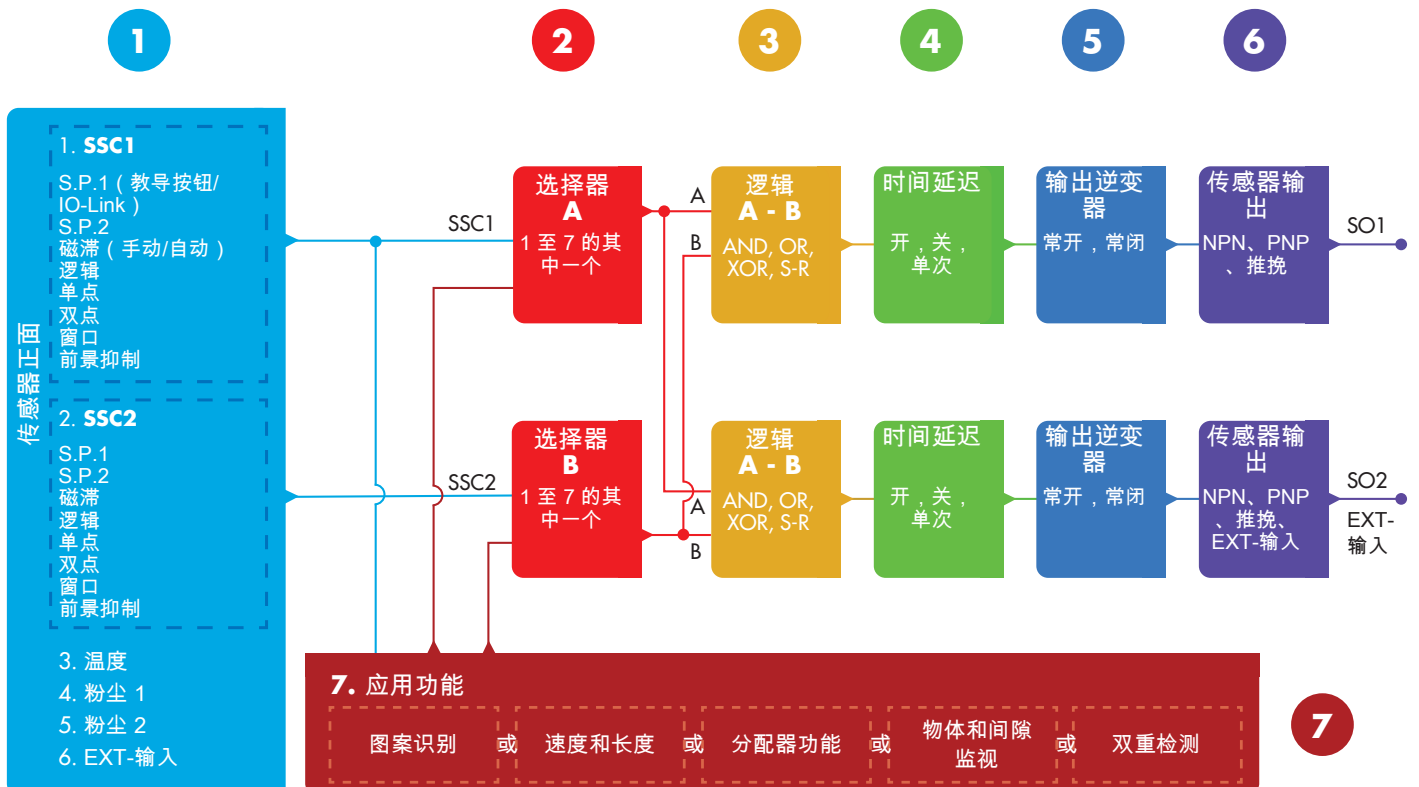 1
2
3
4
5
6
传感器正面
1. SSC1
S.P.1（教导按钮/
IO-Link）
S.P.2
磁滞（手动/自动）
逻辑
单点
双点
窗口
前景抑制
2. SSC2
S.P.1
S.P.2
磁滞
逻辑
单点
双点
窗口
前景抑制
3. 温度
4. 粉尘 1
5. 粉尘 2
6. EXT-输入
SSC1
选择器
A
1 至 7 的其
中一个
A
B
逻辑
A - B
AND, OR,
XOR, S-R
时间延迟
开，关，
单次
输出逆变
器
常开，常闭
传感器输
出
NPN、PNP
、推挽
SO1
SSC2
选择器
B
1 至 7 的其
中一个
A
B
逻辑
A - B
AND, OR,
XOR, S-R
时间延迟
开，关，
单次
输出逆变
器
常开，常闭
传感器输
出
NPN、PNP
、推挽、
EXT-输入
SO2
EXT-
输入
7. 应用功能
图案识别
或
速度和长度
或
分配器功能
或
物体和间隙
监视
或
双重检测
7